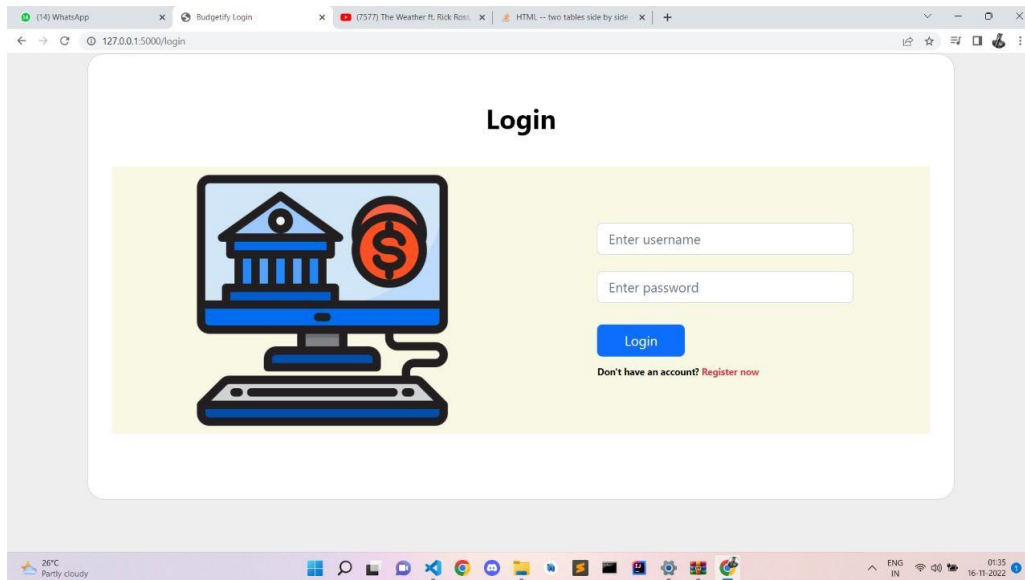 (14) WhatsApp
Budgetify Login
(7577) The Weather ft. Rick Ross,
HTML -- two tables side by side
127.0.0.1:5000/login
Login
$
Enter username
Enter password
Login
Don't have an account? Register now
26°C
Partly cloudy
ENG
IN
01:35
16-11-2022